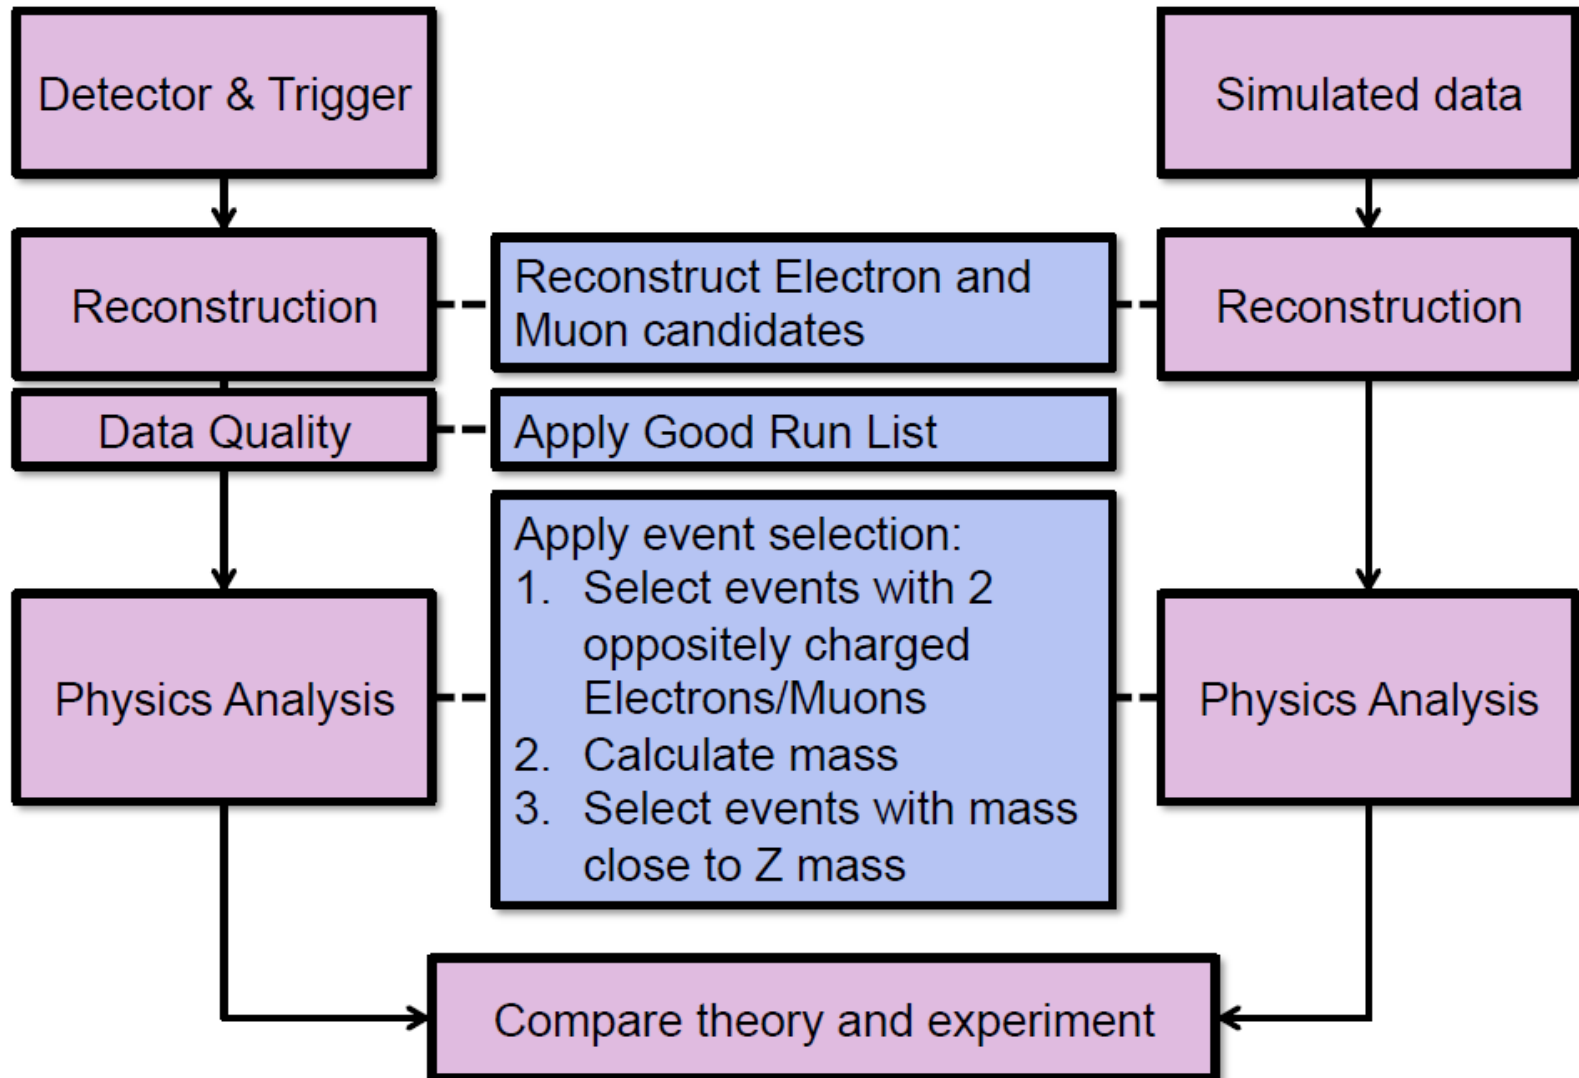 Detector & Trigger
Simulated data
Reconstruction
Reconstruct Electron and
Muon candidates
Reconstruction
Data Quality
Apply Good Run List
Physics Analysis
Apply event selection:
1. Select events with 2
oppositely charged
Electrons/Muons
2. Calculate mass
3. Select events with mass
close to Z mass
Physics Analysis
Compare theory and experiment